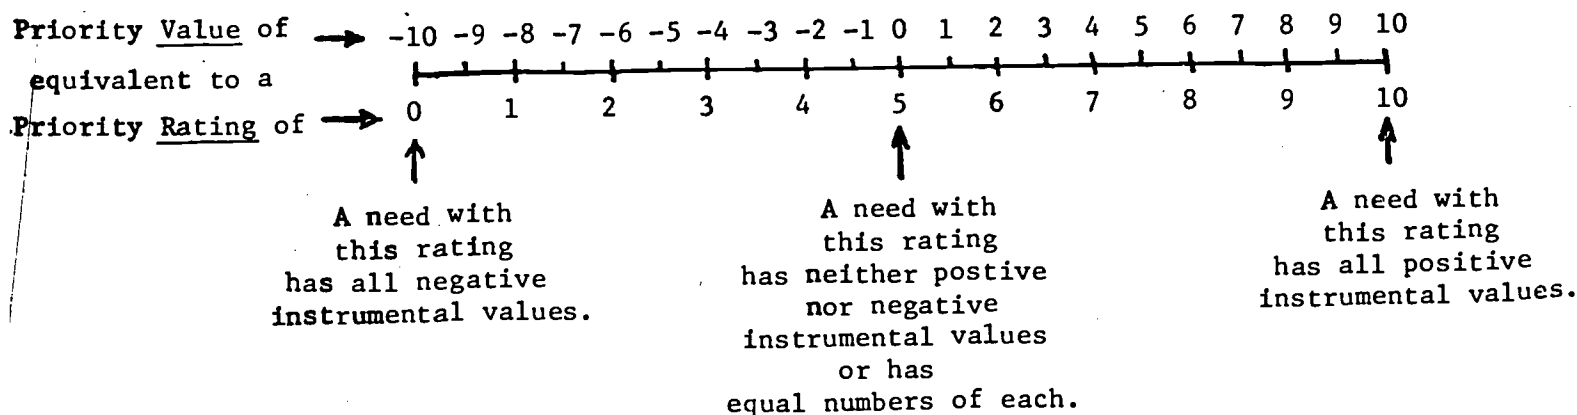 Priority Value of → -10 -9 -8 -7 -6 -5 -4 -3 -2 -1 0 1 2 3 4 5 6 7 8 9 10
equivalent to a
Priority Rating of → 0 1 2 3 4 5 6 7 8 9 10
A need with
this rating
has all negative
instrumental values.
A need with
this rating
has neither postive
nor negative
instrumental values
or has
equal numbers of each.
A need with
this rating
has all positive
instrumental values.